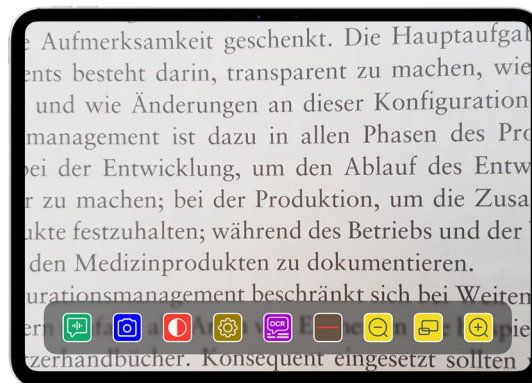 Aufmerksamkeit geschenkt. Die Hauptaufgab
ents besteht darin, transparent zu machen, wie
und wie Änderungen an dieser Konfiguration
management ist dazu in allen Phasen des Pro
bei der Entwicklung, um den Ablauf des Entw
r zu machen; bei der Produktion, um die Zusa
ukte festzuhalten; während des Betriebs und der
den Medizinprodukten zu dokumentieren.
urationsmanagement beschränkt sich bei Weitem
OCR
zerhandbücher. Konsequent eingesetzt sollten